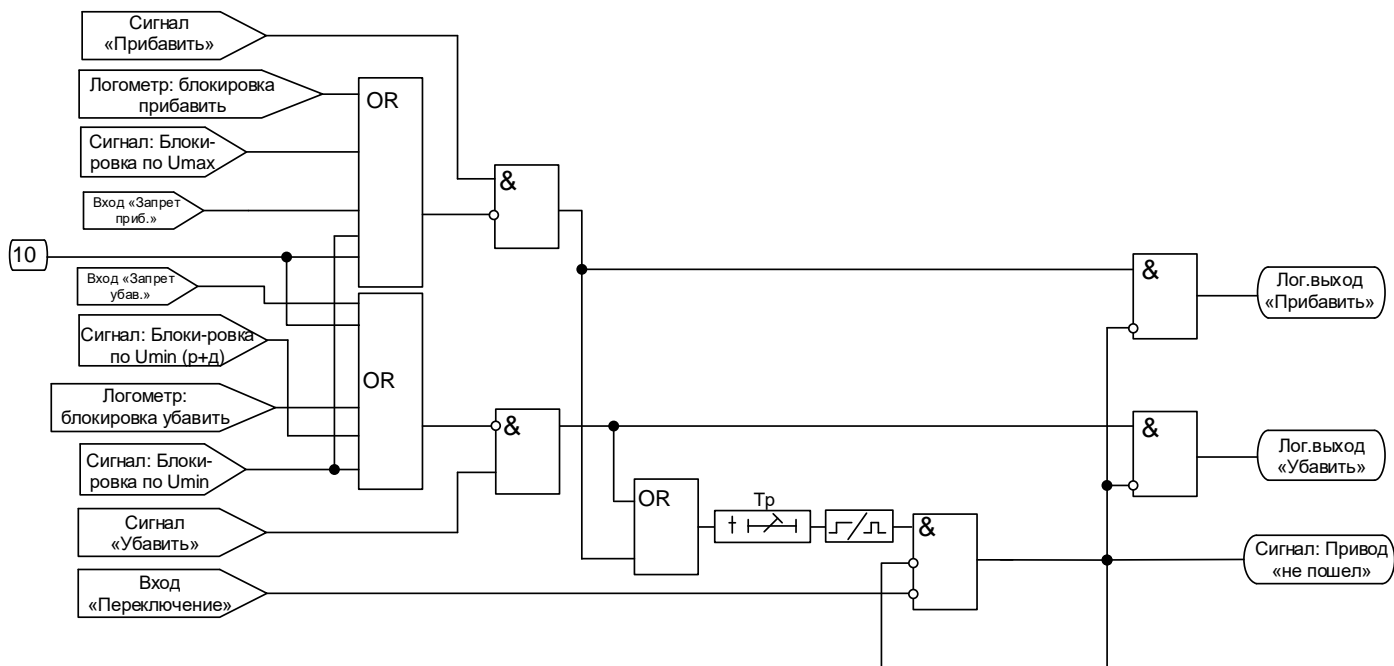 Сигнал
«Прибавить»
Логометр: блокировка
прибавить
OR
Сигнал: Блоки-
ровка по Umax
&
Вход «Запрет
приб.»
10
Вход «Запрет
убав.»
&
Лог.выход
«Прибавить»
Сигнал: Блоки-ровка
по Umin (р+д)
OR
Логометр:
блокировка убавить
&
&
Лог.выход
«Убавить»
Сигнал: Блоки-
ровка по Umin
OR
Тр
t
&
Сигнал
«Убавить»
Сигнал: Привод
«не пошел»
Вход
«Переключение»